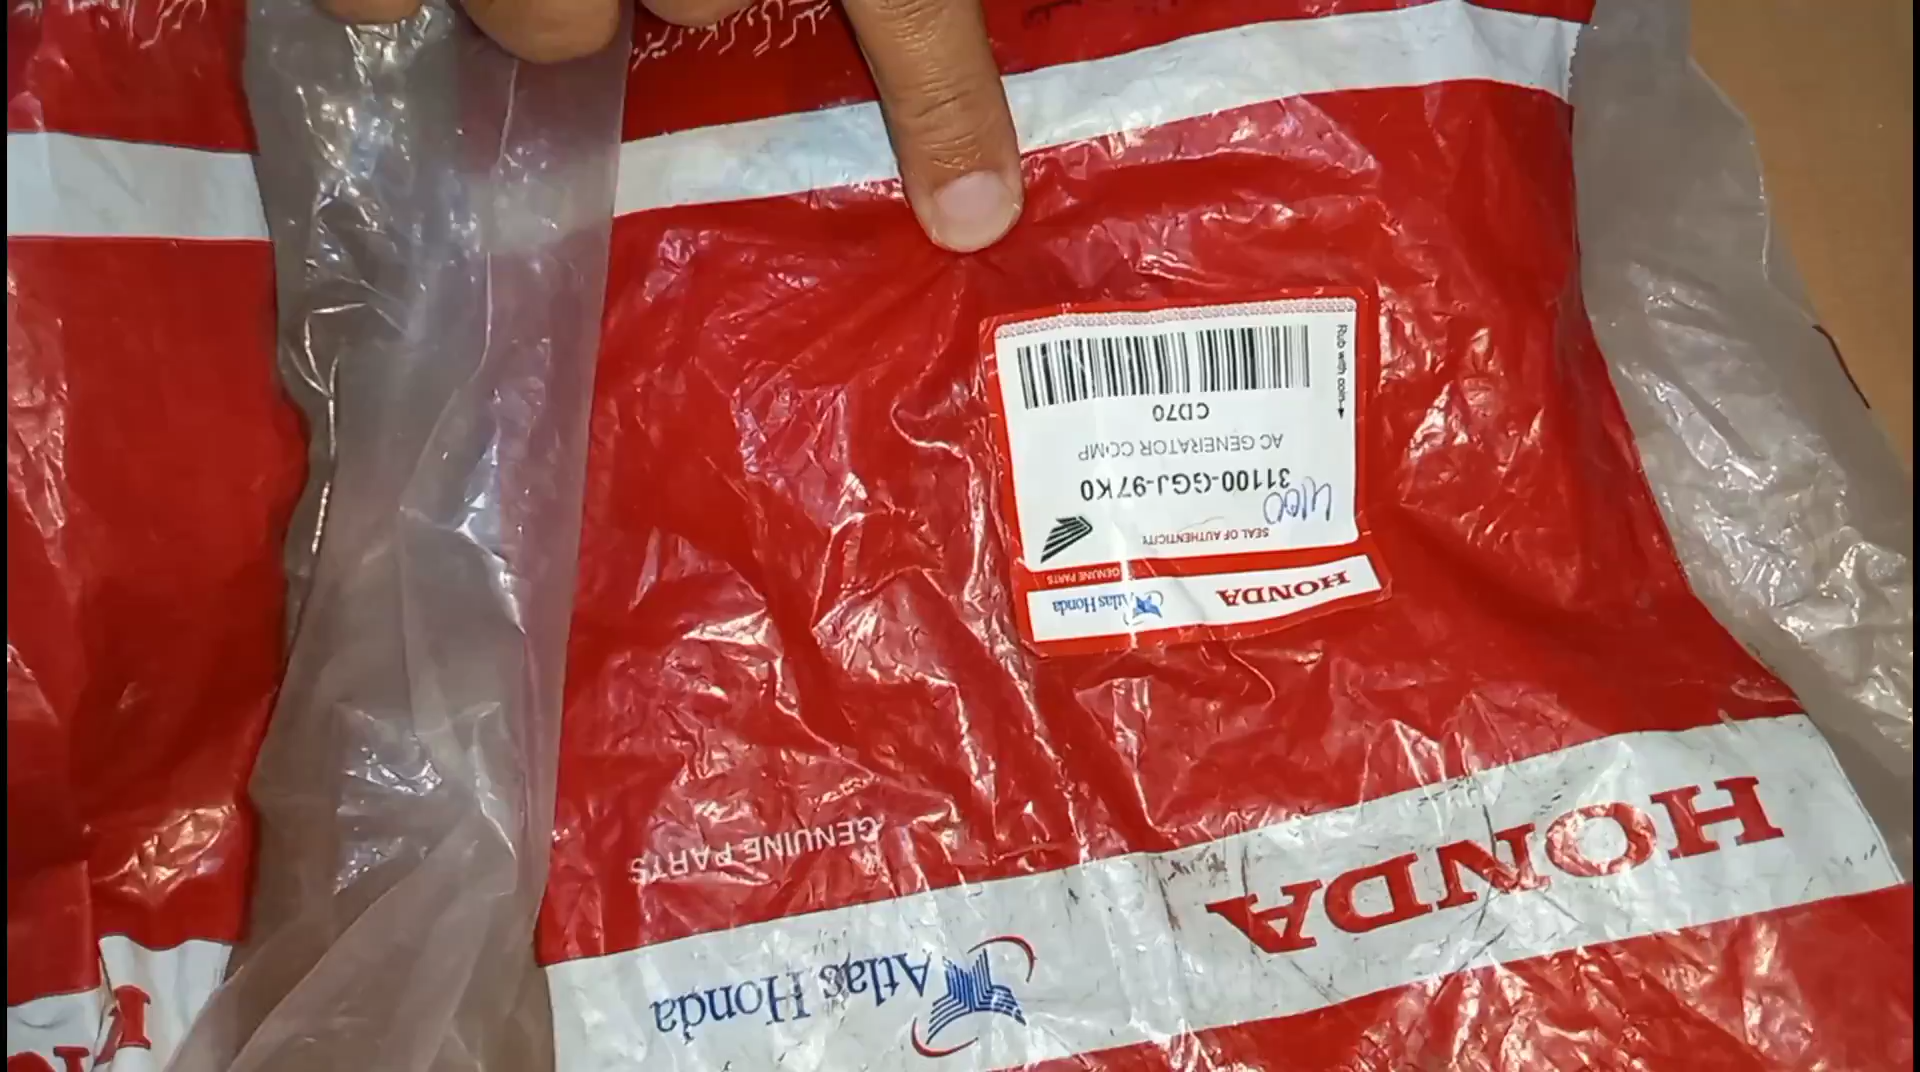 HONDA Atlas Honda
GENUINE PARTS
HONDA Atlas Honda
GENUINE PARTS
SEAL OF AUTHENTICITY
4100
31100-GGJ-97K0
AC GENERATOR COMP
CD70
Rub with coin